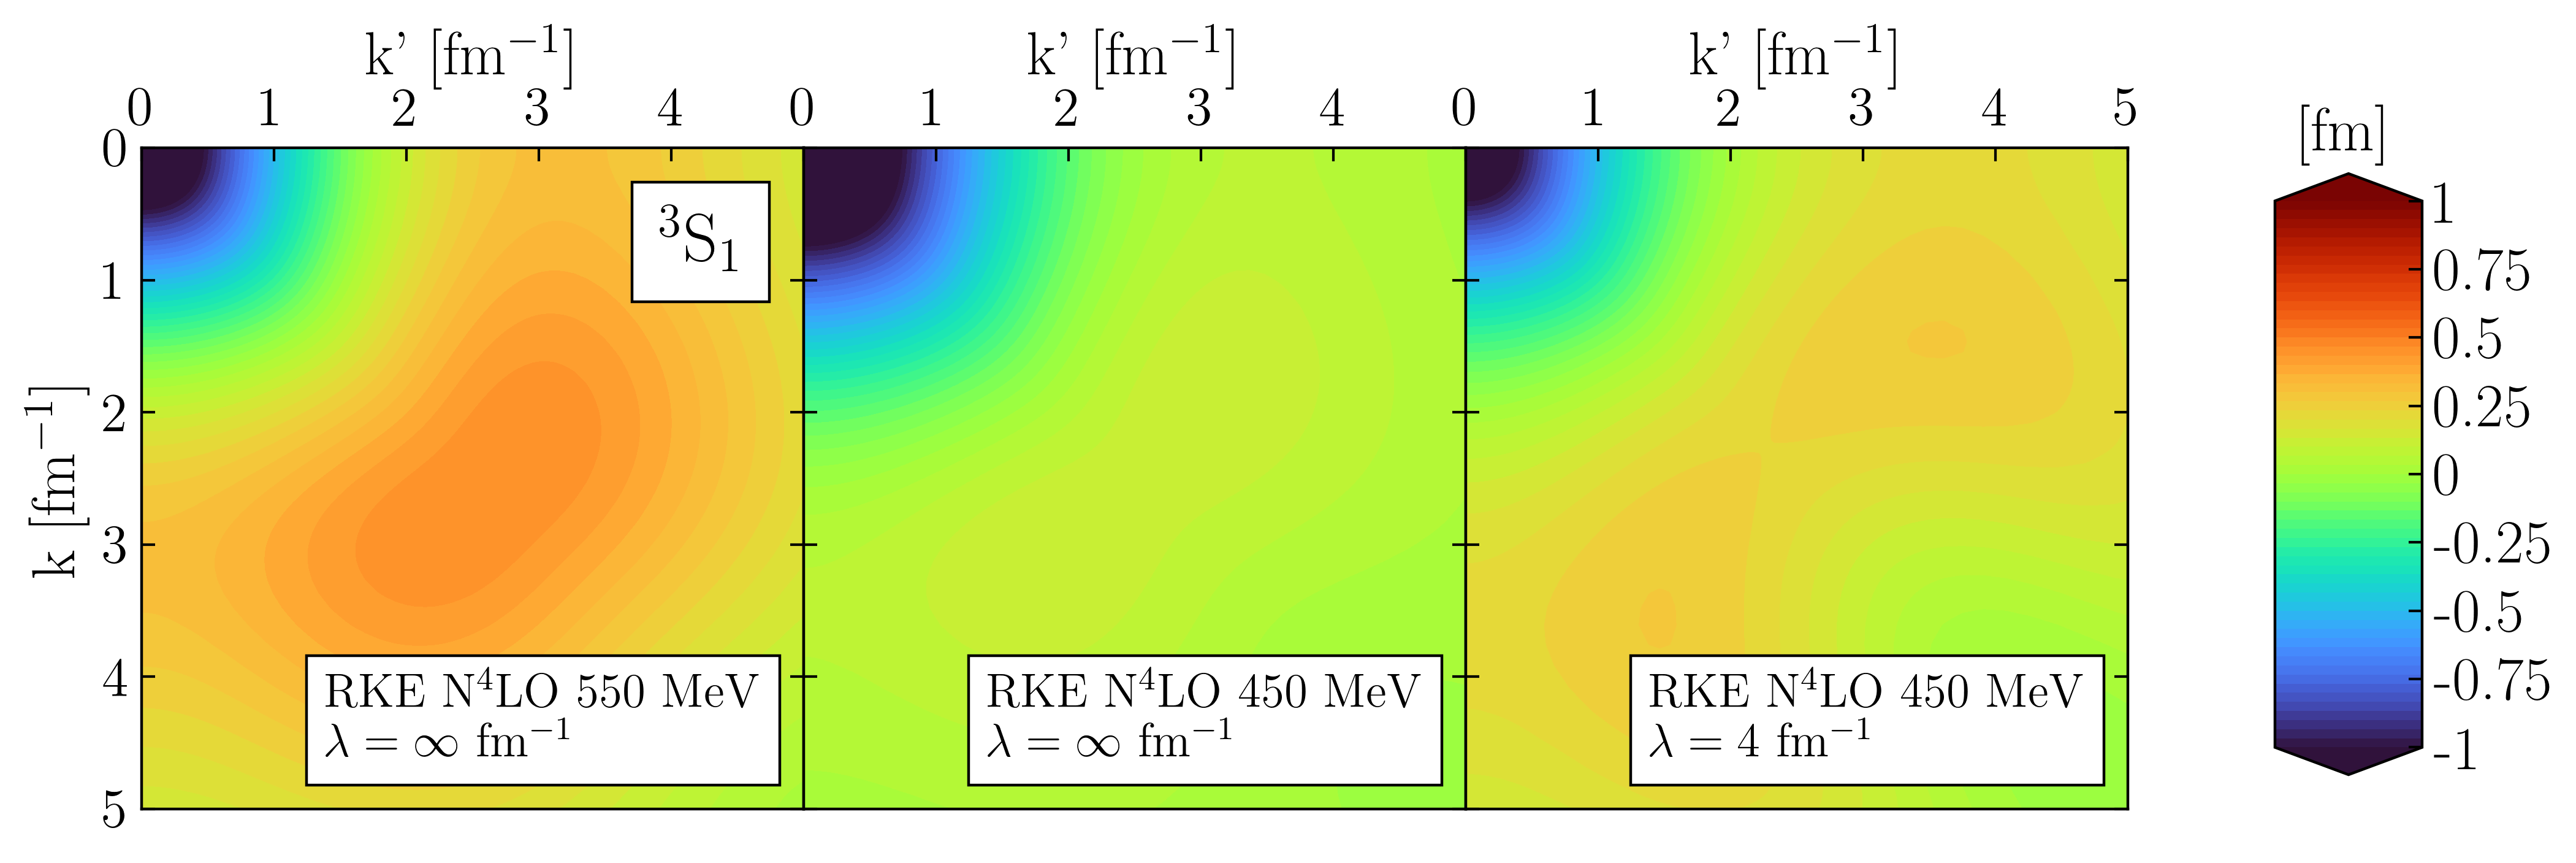 k' [fm⁻¹] k' [fm⁻¹] k' [fm⁻¹]
0 1 2 3 4 0 1 2 3 4 0 1 2 3 4 5
[fm]
0
1
2
3
4
5
k [fm⁻¹]
³S₁
RKE N⁴LO 550 MeV
λ = ∞ fm⁻¹
RKE N⁴LO 450 MeV
λ = ∞ fm⁻¹
RKE N⁴LO 450 MeV
λ = 4 fm⁻¹
1
0.75
0.5
0.25
0
-0.25
-0.5
-0.75
-1